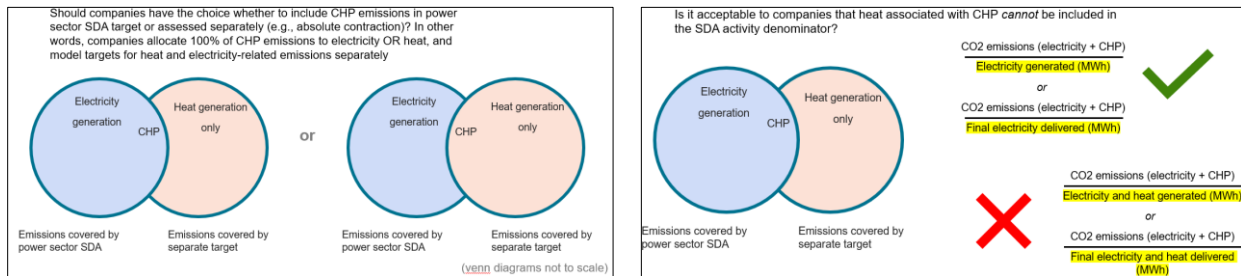 Should companies have the choice whether to include CHP emissions in power
sector SDA target or assessed separately (e.g., absolute contraction)? In other
words, companies allocate 100% of CHP emissions to electricity OR heat, and
model targets for heat and electricity-related emissions separately
Electricity
generation
CHP
Heat generation
only
or
Electricity
generation
CHP
Heat generation
only
Emissions covered by
power sector SDA
Emissions covered by
separate target
Emissions covered by
power sector SDA
Emissions covered by
separate target
(venn diagrams not to scale)
Is it acceptable to companies that heat associated with CHP cannot be included in
the SDA activity denominator?
Electricity
generation
CHP
Heat generation
only
Emissions covered by
power sector SDA
Emissions covered by
separate target
CO2 emissions (electricity + CHP)
Electricity generated (MWh)
or
CO2 emissions (electricity + CHP)
Final electricity delivered (MWh)
CO2 emissions (electricity + CHP)
Electricity and heat generated (MWh)
or
CO2 emissions (electricity + CHP)
Final electricity and heat delivered
(MWh)